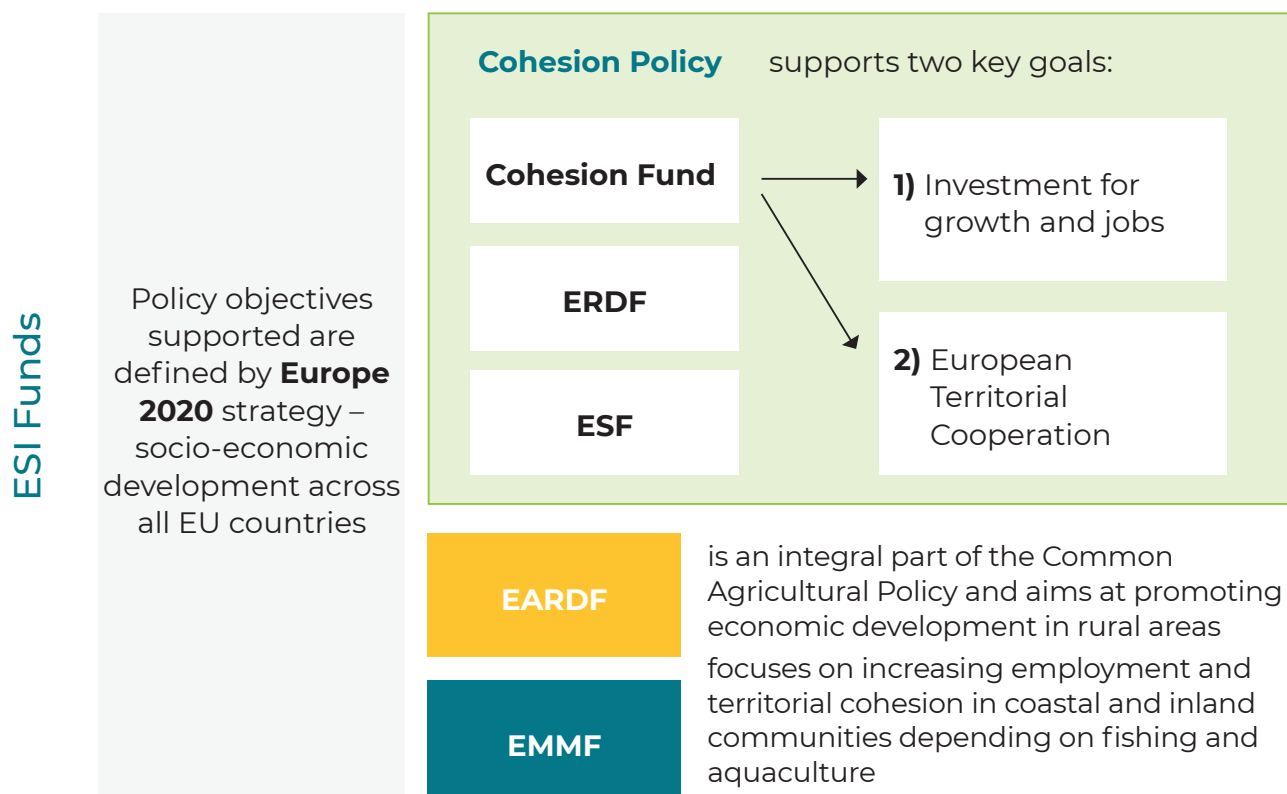 ESI Funds
Policy objectives
supported are
defined by Europe
2020 strategy –
socio-economic
development across
all EU countries
Cohesion Policy supports two key goals:
Cohesion Fund
ERDF
ESF
1) Investment for
growth and jobs
2) European
Territorial
Cooperation
EARDF
is an integral part of the Common
Agricultural Policy and aims at promoting
economic development in rural areas
EMMF
focuses on increasing employment and
territorial cohesion in coastal and inland
communities depending on fishing and
aquaculture